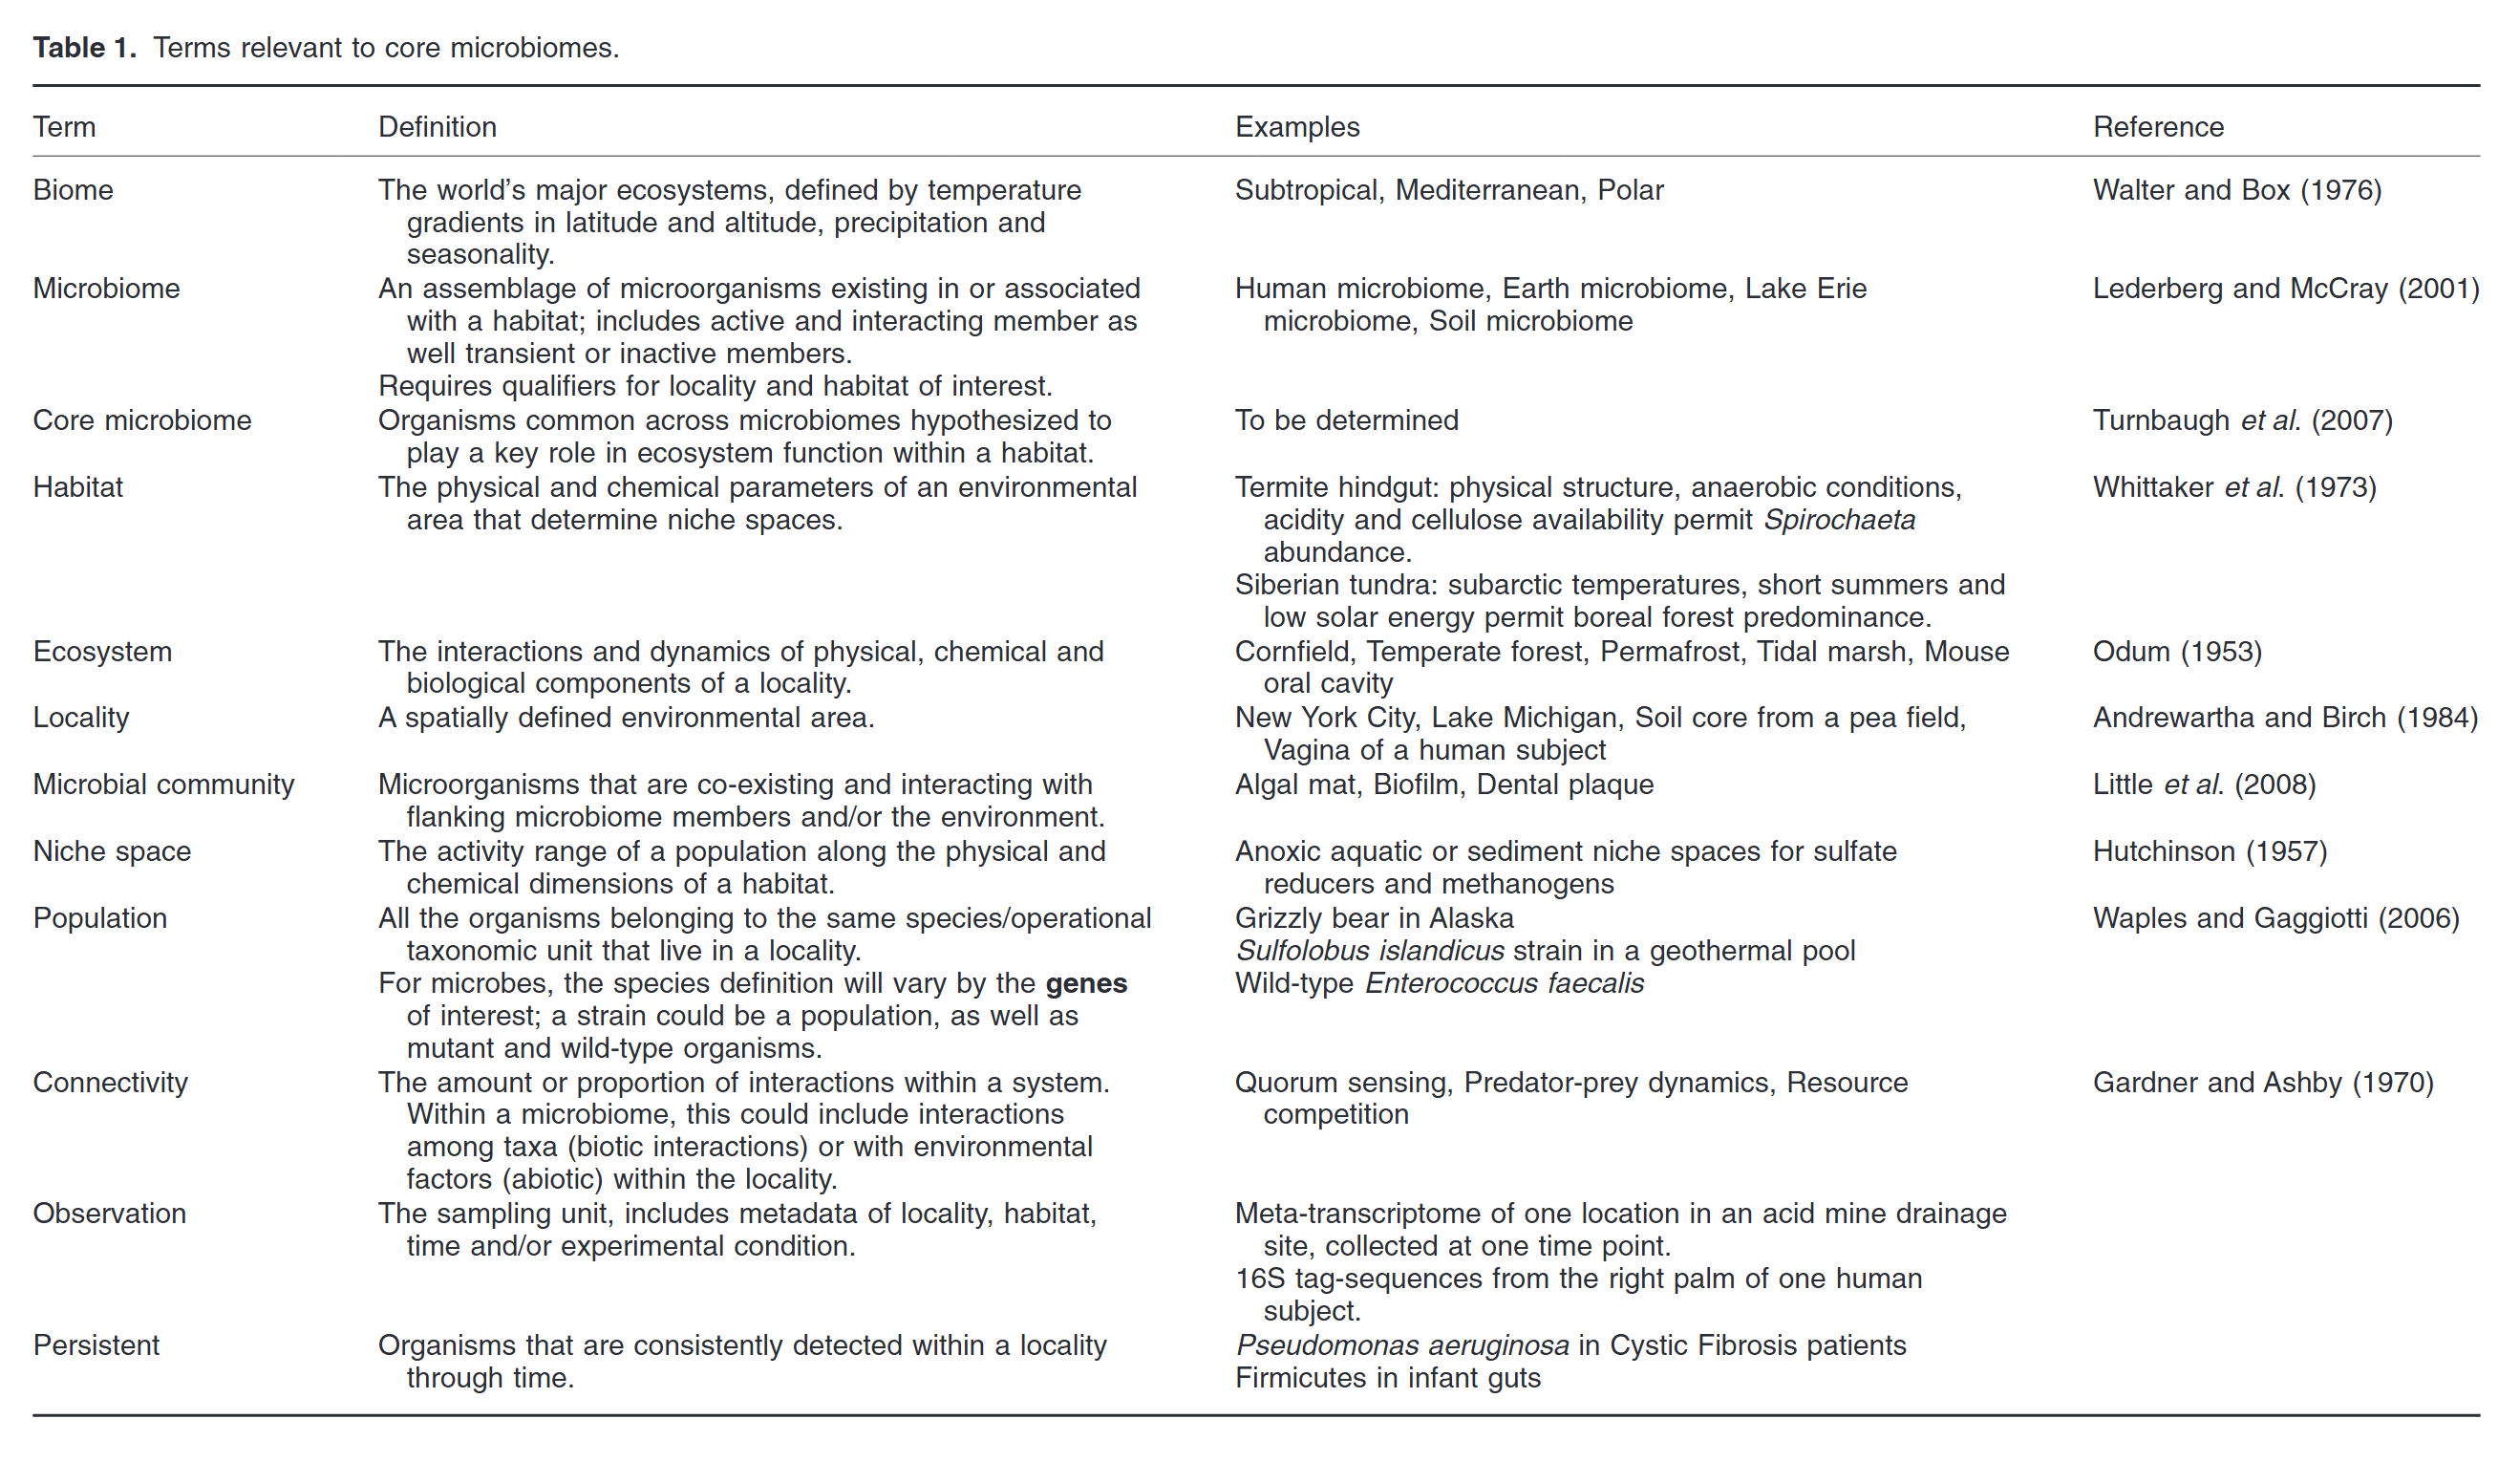 Table 1. Terms relevant to core microbiomes.
Term Definition Examples Reference
Biome The world’s major ecosystems, defined by temperature Subtropical, Mediterranean, Polar Walter and Box (1976)
gradients in latitude and altitude, precipitation and
seasonality.
Microbiome An assemblage of microorganisms existing in or associated Human microbiome, Earth microbiome, Lake Erie Lederberg and McCray (2001)
with a habitat; includes active and interacting member as microbiome, Soil microbiome
well transient or inactive members.
Requires qualifiers for locality and habitat of interest.
Core microbiome Organisms common across microbiomes hypothesized to To be determined Turnbaugh et al. (2007)
play a key role in ecosystem function within a habitat.
Habitat The physical and chemical parameters of an environmental Termite hindgut: physical structure, anaerobic conditions, Whittaker et al. (1973)
area that determine niche spaces. acidity and cellulose availability permit Spirochaeta
abundance.
Siberian tundra: subarctic temperatures, short summers and
low solar energy permit boreal forest predominance.
Ecosystem The interactions and dynamics of physical, chemical and Cornfield, Temperate forest, Permafrost, Tidal marsh, Mouse Odum (1953)
biological components of a locality. oral cavity
Locality A spatially defined environmental area. New York City, Lake Michigan, Soil core from a pea field, Andrewartha and Birch (1984)
Vagina of a human subject
Microbial community Microorganisms that are co-existing and interacting with Algal mat, Biofilm, Dental plaque Little et al. (2008)
flanking microbiome members and/or the environment.
Niche space The activity range of a population along the physical and Anoxic aquatic or sediment niche spaces for sulfate Hutchinson (1957)
chemical dimensions of a habitat. reducers and methanogens
Population All the organisms belonging to the same species/operational Grizzly bear in Alaska Waples and Gaggiotti (2006)
taxonomic unit that live in a locality. Sulfolobus islandicus strain in a geothermal pool
For microbes, the species definition will vary by the genes Wild-type Enterococcus faecalis
of interest; a strain could be a population, as well as
mutant and wild-type organisms.
Connectivity The amount or proportion of interactions within a system. Quorum sensing, Predator-prey dynamics, Resource Gardner and Ashby (1970)
Within a microbiome, this could include interactions competition
among taxa (biotic interactions) or with environmental
factors (abiotic) within the locality.
Observation The sampling unit, includes metadata of locality, habitat, Meta-transcriptome of one location in an acid mine drainage
time and/or experimental condition. site, collected at one time point.
16S tag-sequences from the right palm of one human
subject.
Persistent Organisms that are consistently detected within a locality Pseudomonas aeruginosa in Cystic Fibrosis patients
through time. Firmicutes in infant guts